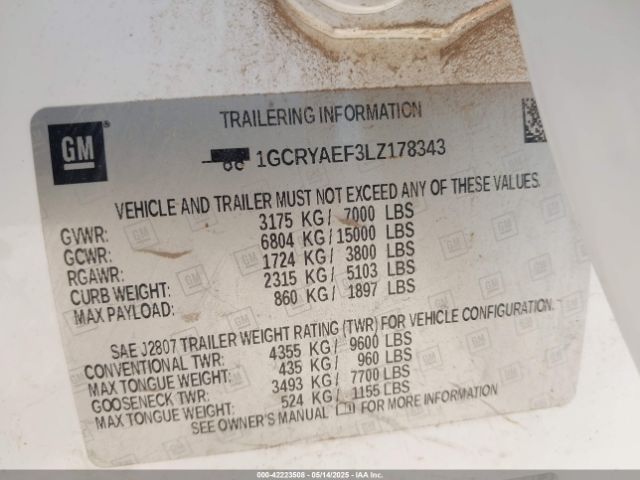 TRAILERING INFORMATION
GM
1GCRYAEF3LZ178343
VEHICLE AND TRAILER MUST NOT EXCEED ANY OF THESE VALUES.
GVWR: 3175 KG/ 7000 LBS
GCWR: 6804 KG/ 15000 LBS
RGAWR: 1724 KG/ 3800 LBS
CURB WEIGHT: 2315 KG/ 5103 LBS
MAX PAYLOAD: 860 KG/ 1897 LBS
SAE J2807 TRAILER WEIGHT RATING (TWR) FOR VEHICLE CONFIGURATION.
CONVENTIONAL TWR: 4355 KG/ 9600 LBS
MAX TONGUE WEIGHT: 435 KG/ 960 LBS
GOOSENECK TWR: 3493 KG/ 7700 LBS
MAX TONGUE WEIGHT: 524 KG/ 1155 LBS
SEE OWNER'S MANUAL FOR MORE INFORMATION
000-42223508 - 05/14/2025 - IAAI.com